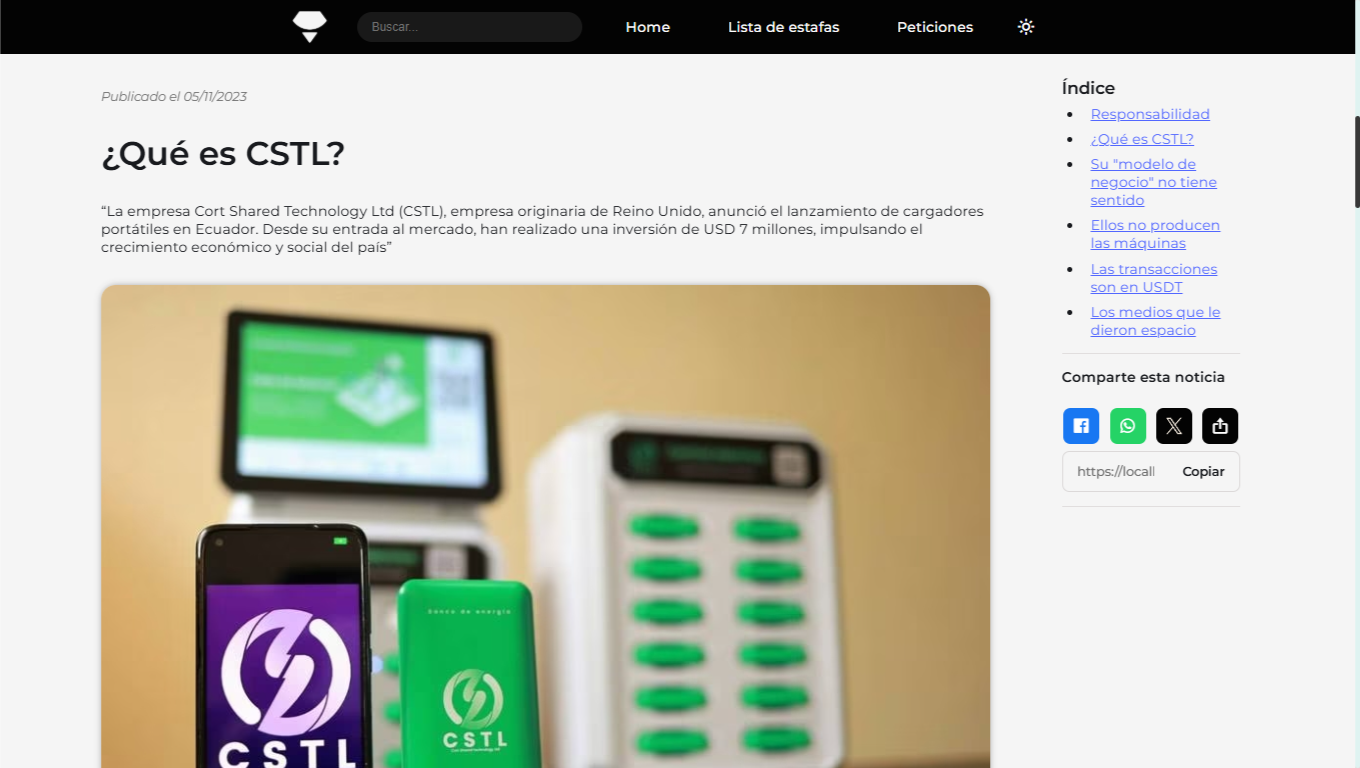 Buscar...
Home
Lista de estafas
Peticiones
Publicado el 05/11/2023
¿Qué es CSTL?
“La empresa Cort Shared Technology Ltd (CSTL), empresa originaria de Reino Unido, anunció el lanzamiento de cargadores
portátiles en Ecuador. Desde su entrada al mercado, han realizado una inversión de USD 7 millones, impulsando el
crecimiento económico y social del país”
banco de energía
CSTL
CSTL
Cort Shared Technology Ltd
Índice
Responsabilidad
¿Qué es CSTL?
Su "modelo de
negocio" no tiene
sentido
Ellos no producen
las máquinas
Las transacciones
son en USDT
Los medios que le
dieron espacio
Comparte esta noticia
https://locall
Copiar